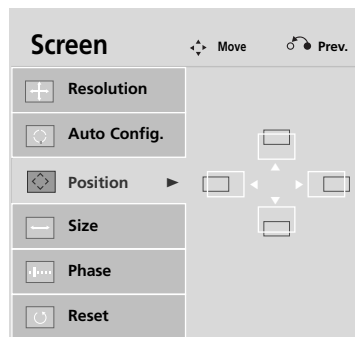 Screen
Move
Prev.
Resolution
Auto Config.
Position
Size
Phase
Reset